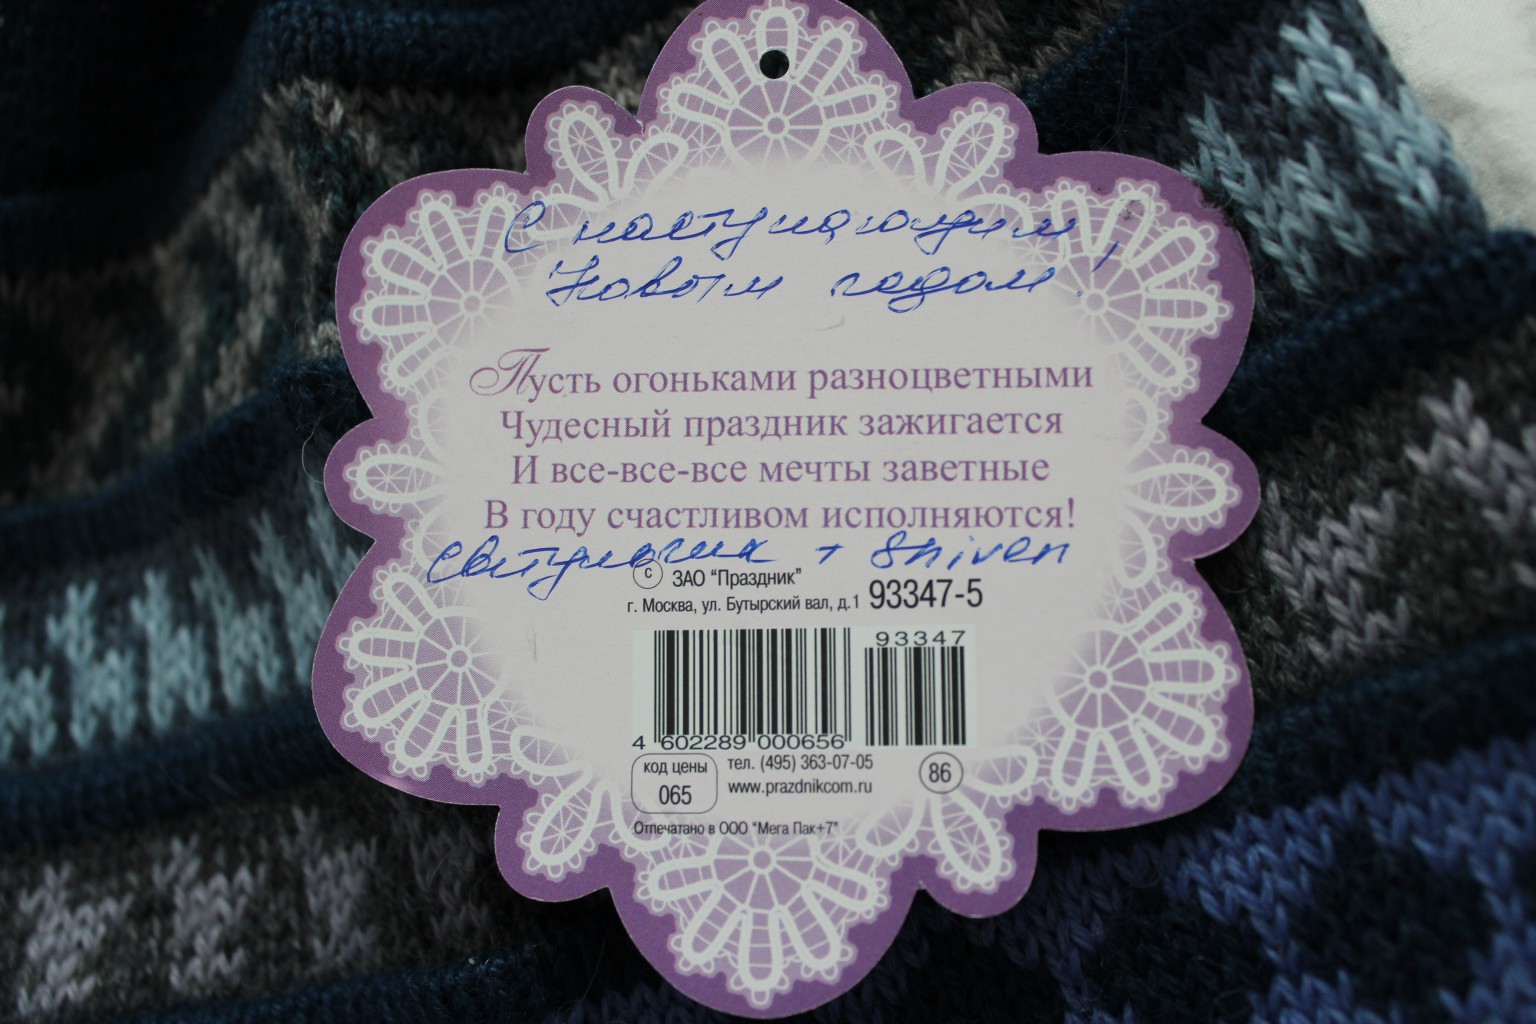 С наступающим,
Новым годом!
Пусть огоньками разноцветными
Чудесный праздник зажигается
И все-все-все мечты заветные
В году счастливом исполняются!
+ Shiven
с ЗАО "Праздник"
г. Москва, ул. Бутырский вал, д.1 93347-5
93347
4 602289 000656
код цены
065
тел. (495) 363-07-05
www.prazdnikcom.ru
86
Отпечатано в ООО "Мега Пак+7"